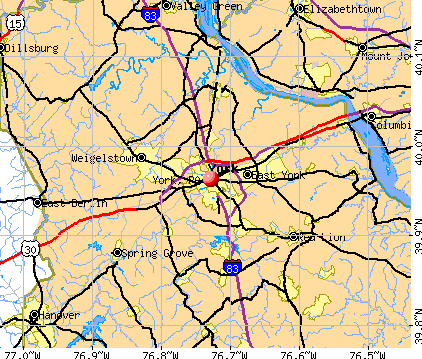 83
Valley Green
Elizabethtown
15
Dillsburg
Mount Jo
40.1°N
Columbi
40.0°N
Weigelstown
York
York, PA
East Yonk
East Berlin
39.9°N
Red Lion
30
Spring Grove
83
Hanover
39.8°N
77.0°W
76.9°W
76.8°W
76.7°W
76.6°W
76.5°W